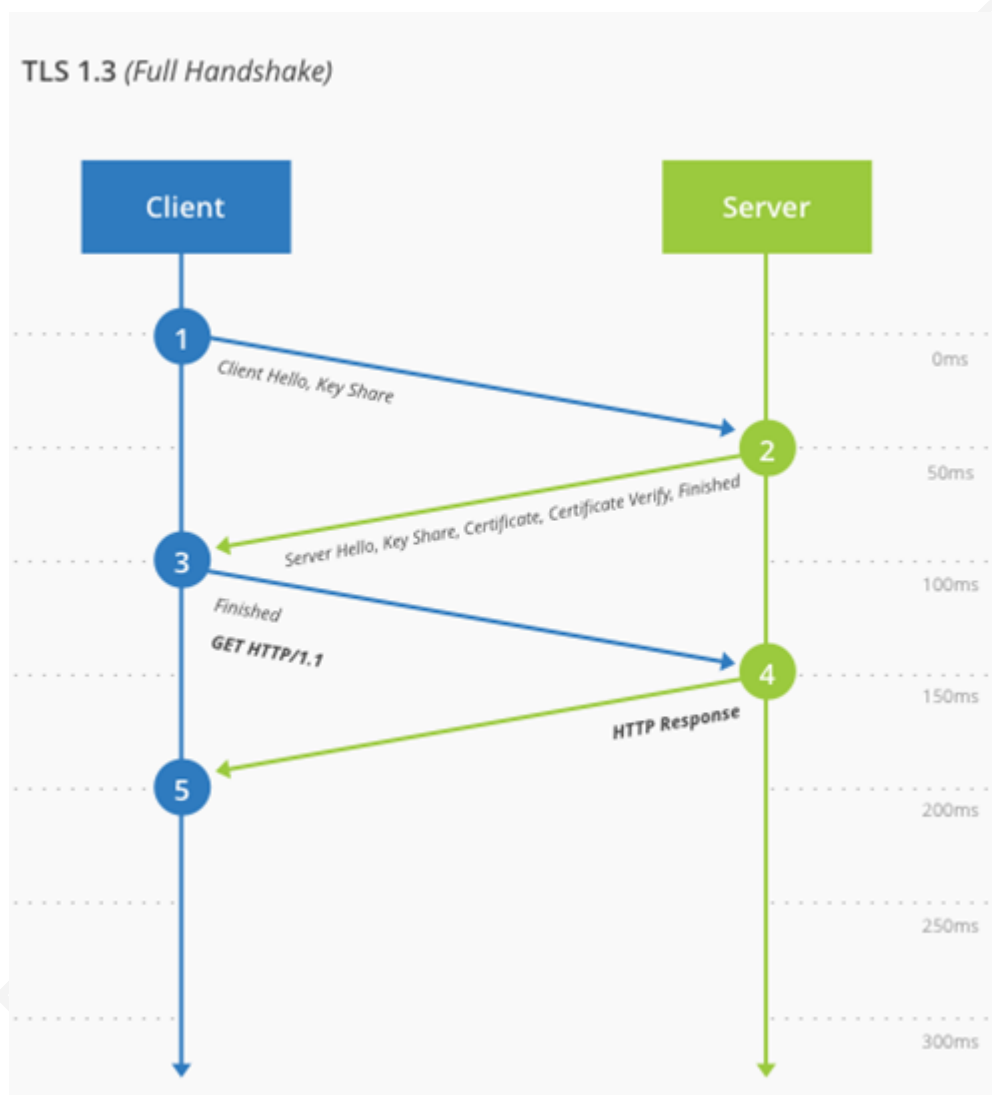 TLS 1.3 (Full Handshake)
Client
Server
1
0ms
Client Hello, Key Share
2
50ms
Server Hello, Key Share, Certificate, Certificate Verify, Finished
3
100ms
Finished
GET HTTP/1.1
4
150ms
HTTP Response
5
200ms
250ms
300ms